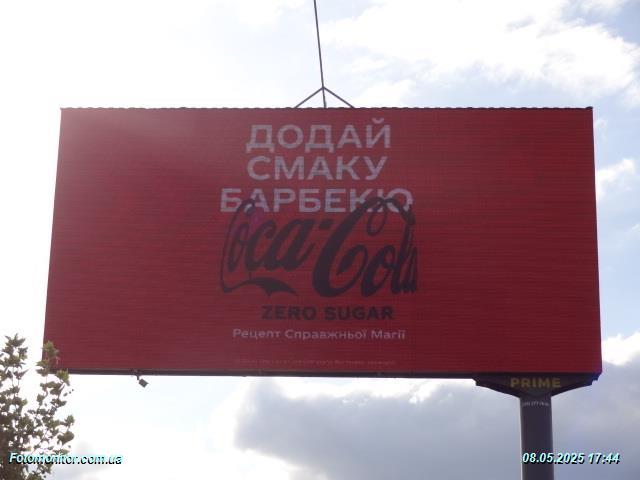 ДОДАЙ
СМАКУ
БАРБЕКЮ
Coca-Cola
ZERO SUGAR
Рецепт Справжньої Магії
PRIME
Fotomonitor.com.ua
08.05.2025 17:44